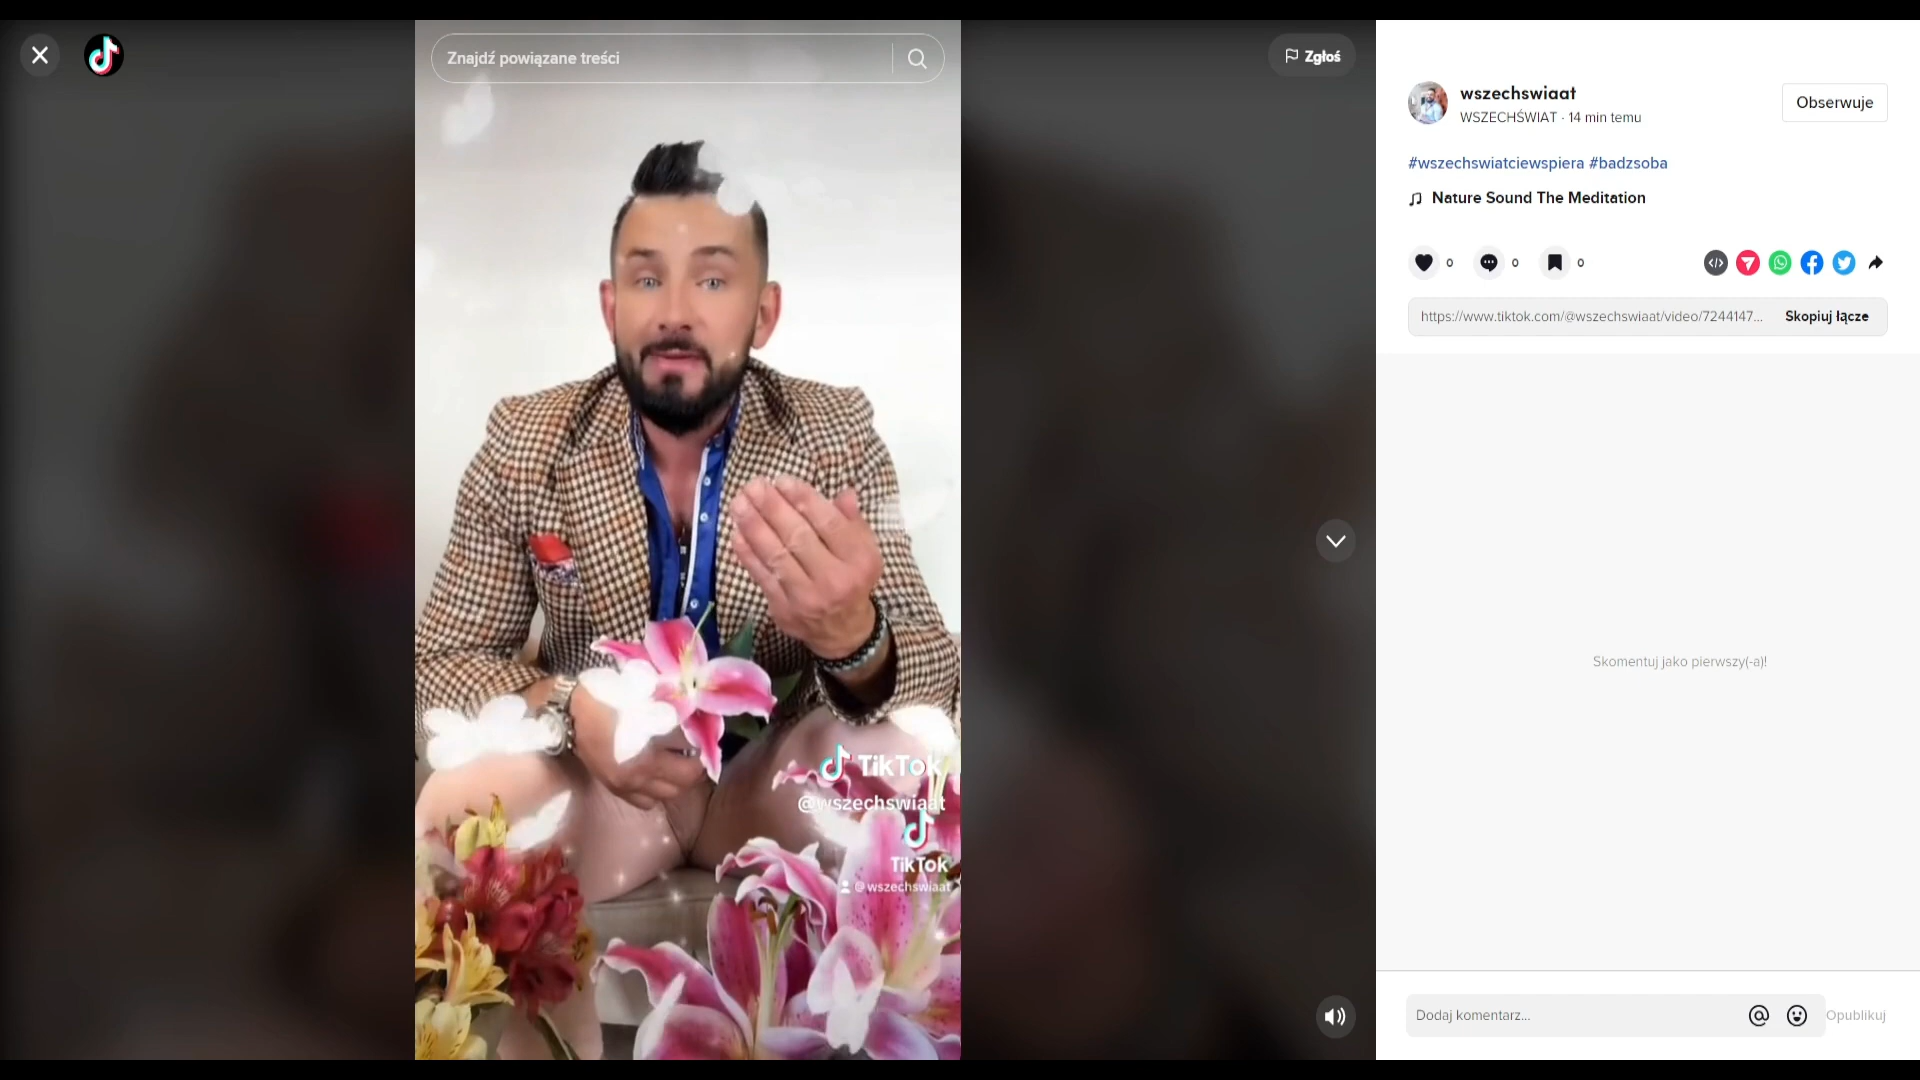 Znajdź powiązane treści
Zgłoś
TikTok
@wszechswiaat
TikTok
@wszechswiaat
wszechswiaat
WSZECHŚWIAT · 14 min temu
Obserwuje
#wszechswiatciewspiera #badzsoba
Nature Sound The Meditation
0
0
0
https://www.tiktok.com/@wszechswiaat/video/7244147...
Skopiuj łącze
Skomentuj jako pierwszy(-a)!
Dodaj komentarz...
Opublikuj